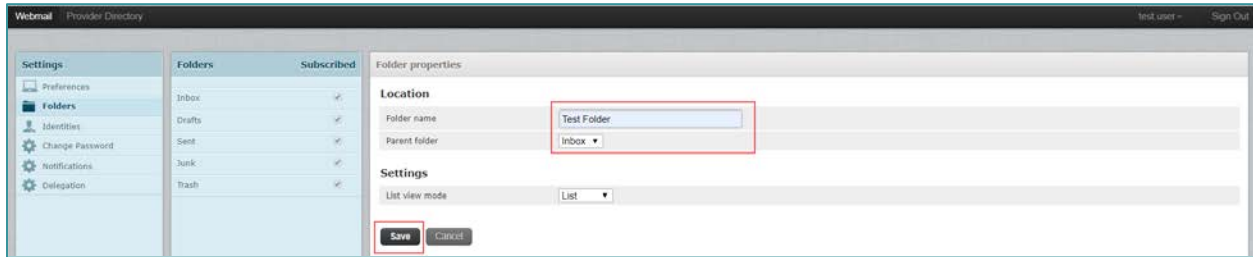 Webmail Provider Directory test user Sign Out
Settings
Preferences
Folders
Identities
Change Password
Notifications
Delegation
Folders Subscribed
Inbox
Drafts
Sent
Junk
Trash
Folder properties
Location
Folder name Test Folder
Parent folder Inbox
Settings
List view mode List
Save Cancel